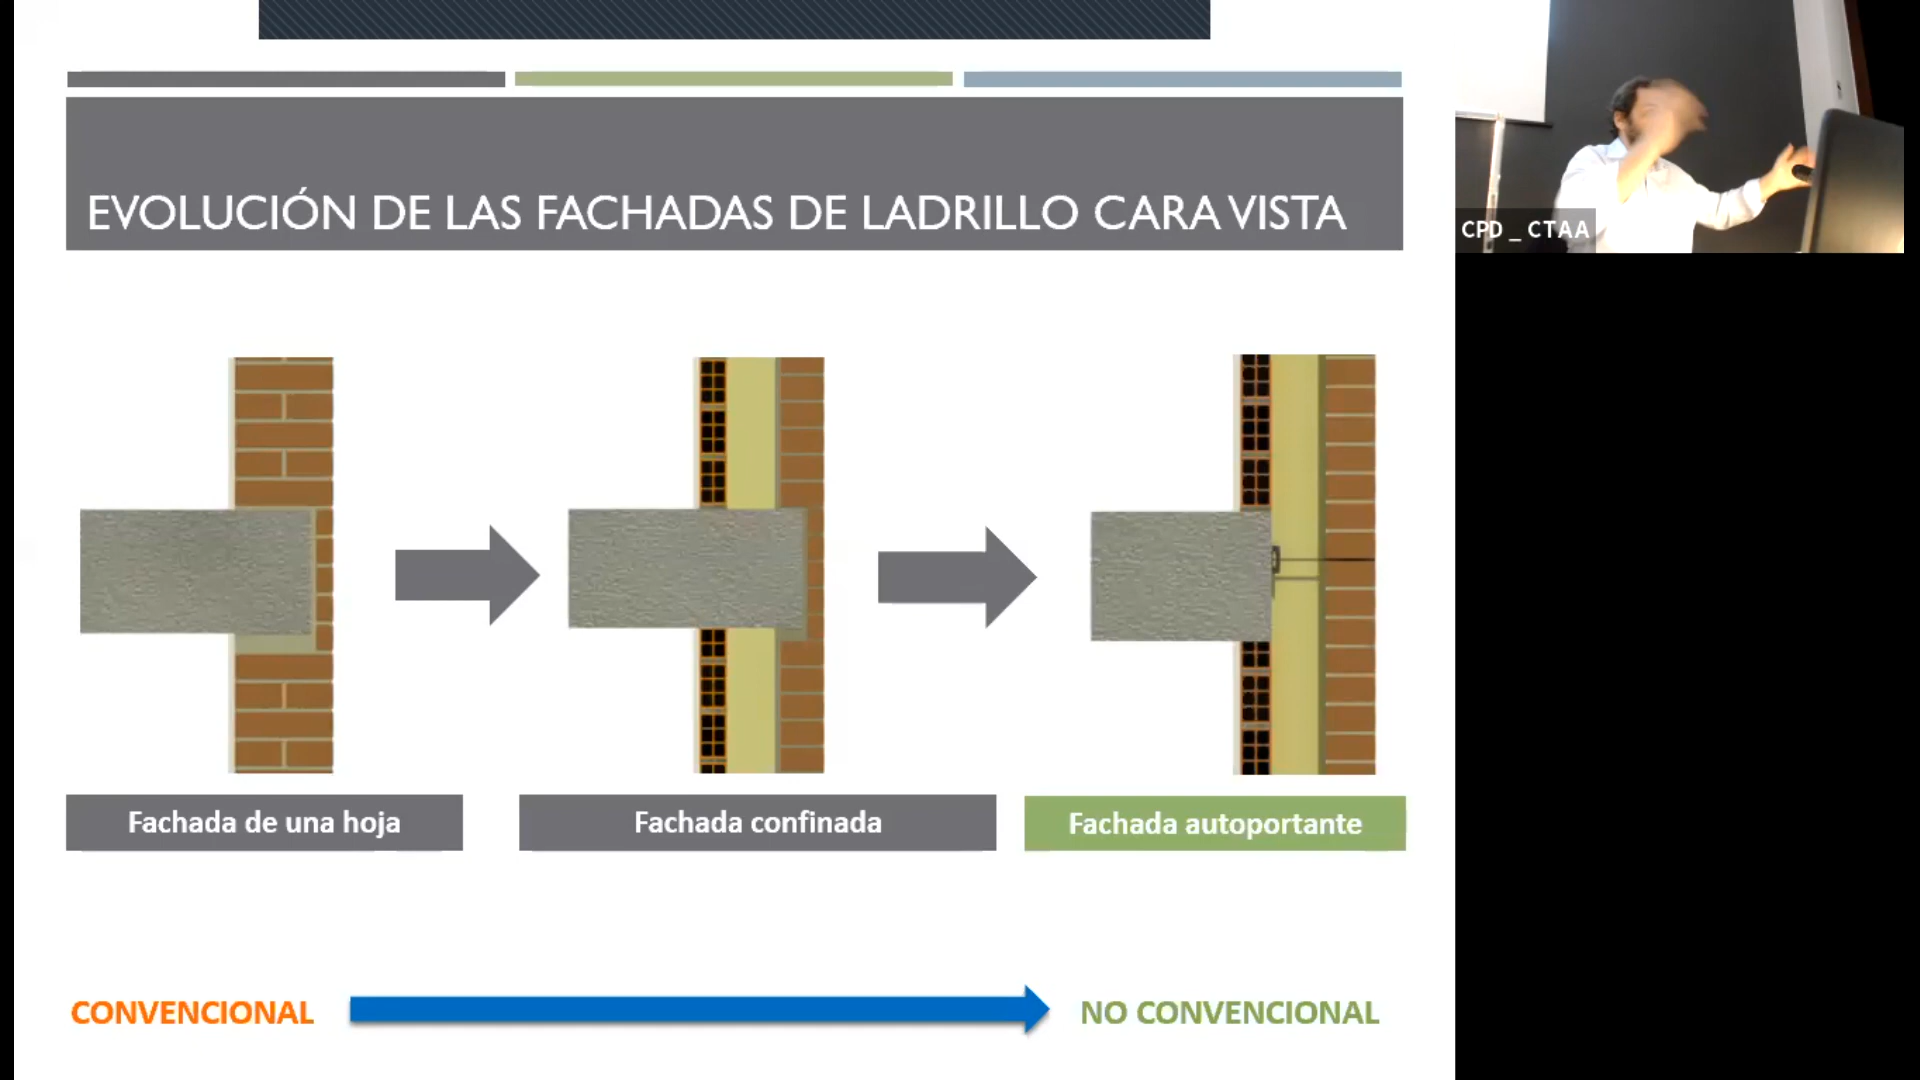 EVOLUCIÓN DE LAS FACHADAS DE LADRILLO CARA VISTA
CPD _ CTAA
Fachada de una hoja
Fachada confinada
Fachada autoportante
CONVENCIONAL
NO CONVENCIONAL